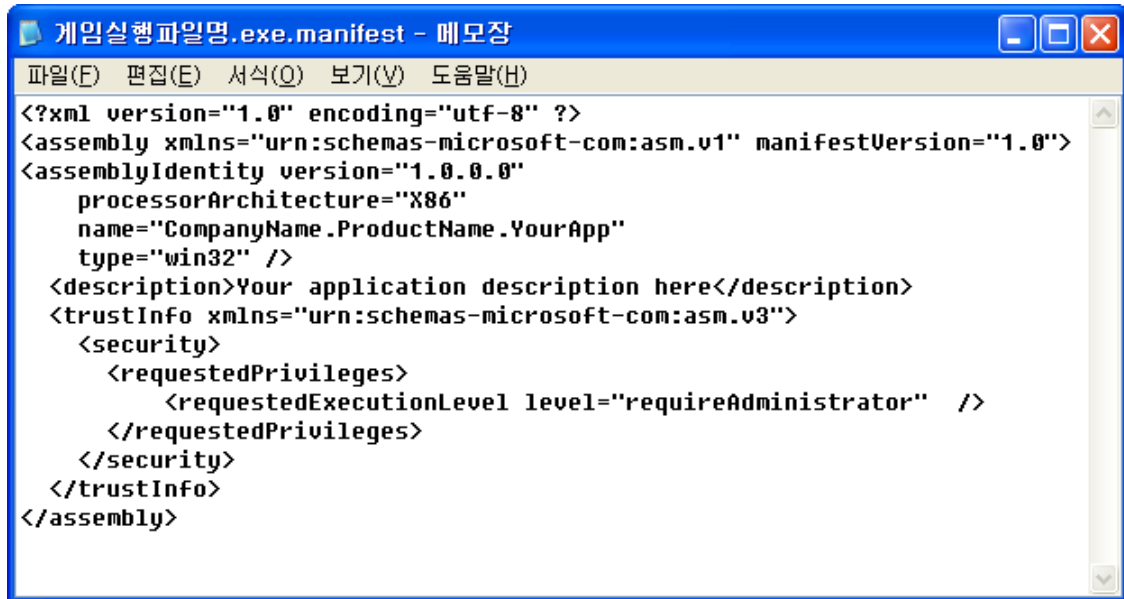 게임실행파일명.exe.manifest - 메모장
파일(F) 편집(E) 서식(O) 보기(V) 도움말(H)
<?xml version="1.0" encoding="utf-8" ?>
<assembly xmlns="urn:schemas-microsoft-com:asm.v1" manifestVersion="1.0">
<assemblyIdentity version="1.0.0.0"
    processorArchitecture="X86"
    name="CompanyName.ProductName.YourApp"
    type="win32" />
  <description>Your application description here</description>
  <trustInfo xmlns="urn:schemas-microsoft-com:asm.v3">
    <security>
      <requestedPrivileges>
          <requestedExecutionLevel level="requireAdministrator"  />
      </requestedPrivileges>
    </security>
  </trustInfo>
</assembly>